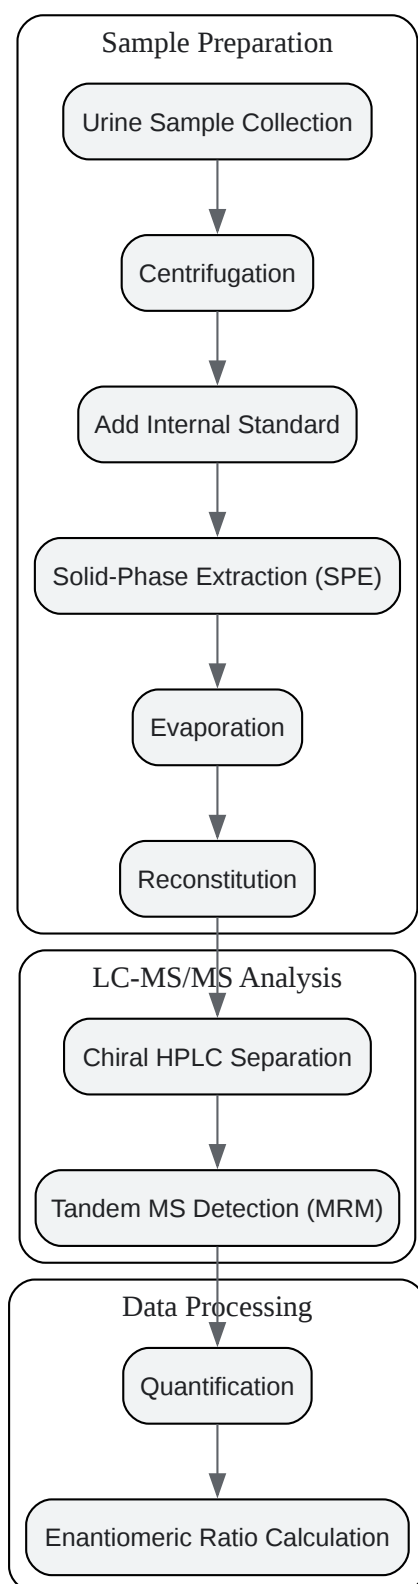 Sample Preparation
Urine Sample Collection
Centrifugation
Add Internal Standard
Solid-Phase Extraction (SPE)
Evaporation
Reconstitution
LC-MS/MS Analysis
Chiral HPLC Separation
Tandem MS Detection (MRM)
Data Processing
Quantification
Enantiomeric Ratio Calculation